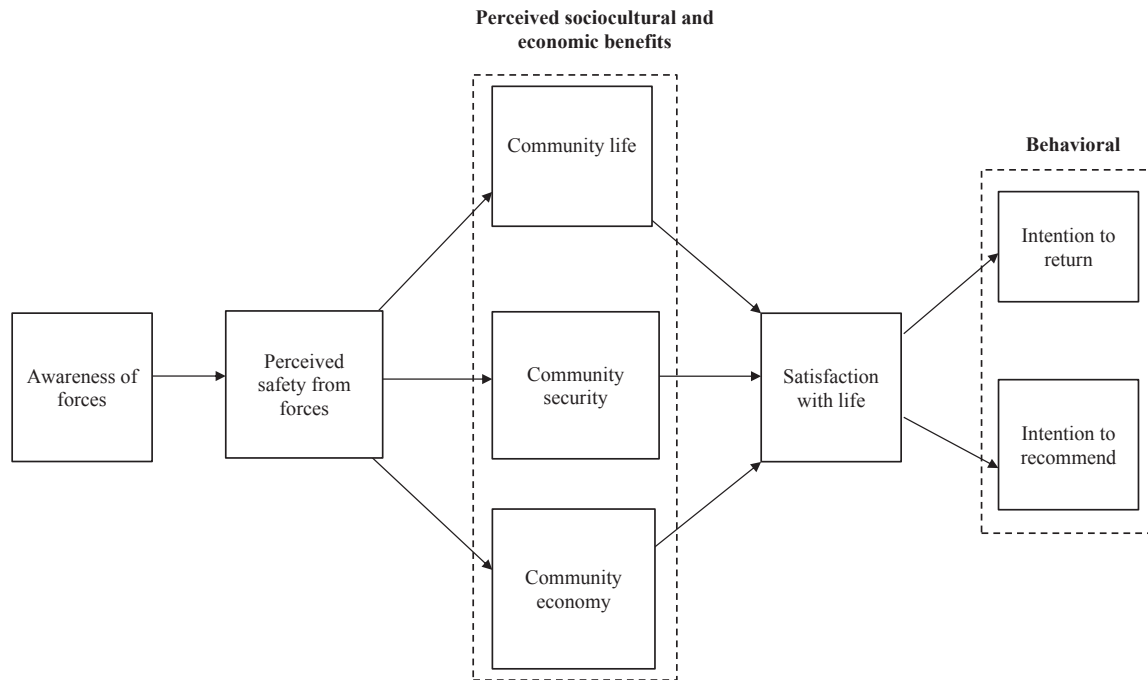 Perceived sociocultural and
economic benefits
Community life
Behavioral
Intention to
return
Awareness of
forces
Perceived
safety from
forces
Community
security
Satisfaction
with life
Intention to
recommend
Community
economy